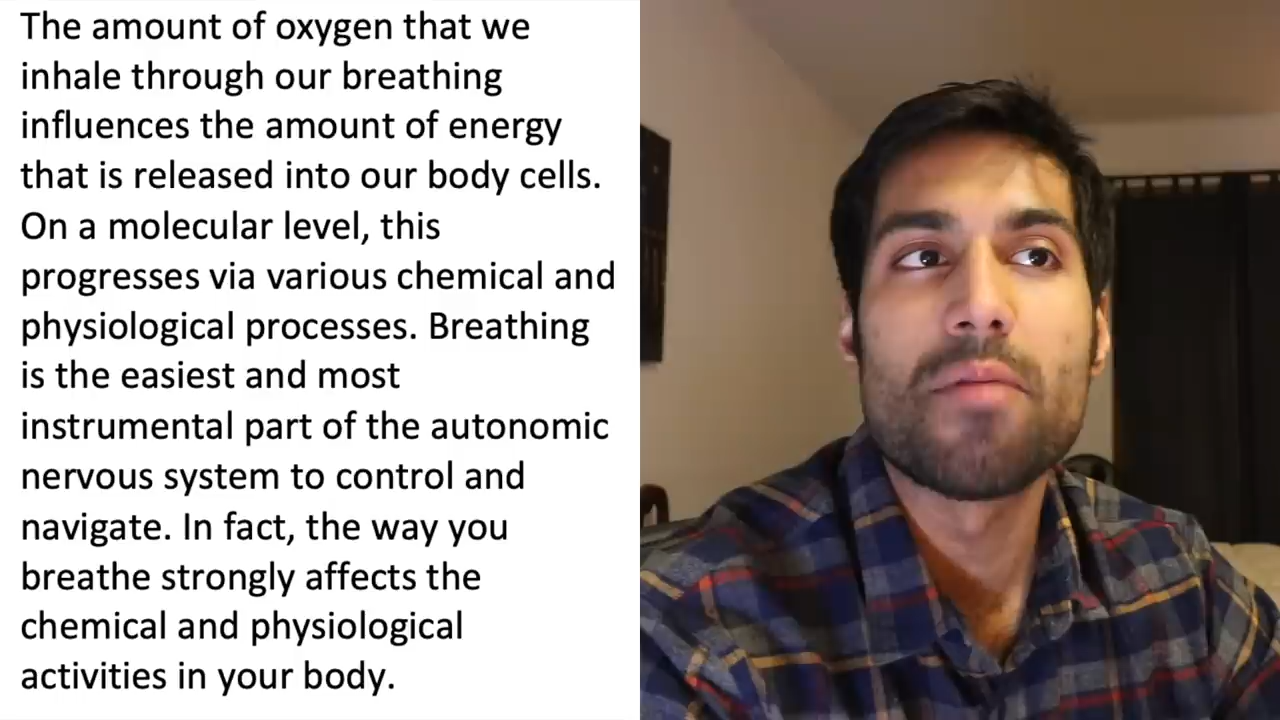 The amount of oxygen that we
inhale through our breathing
influences the amount of energy
that is released into our body cells.
On a molecular level, this
progresses via various chemical and
physiological processes. Breathing
is the easiest and most
instrumental part of the autonomic
nervous system to control and
navigate. In fact, the way you
breathe strongly affects the
chemical and physiological
activities in your body.